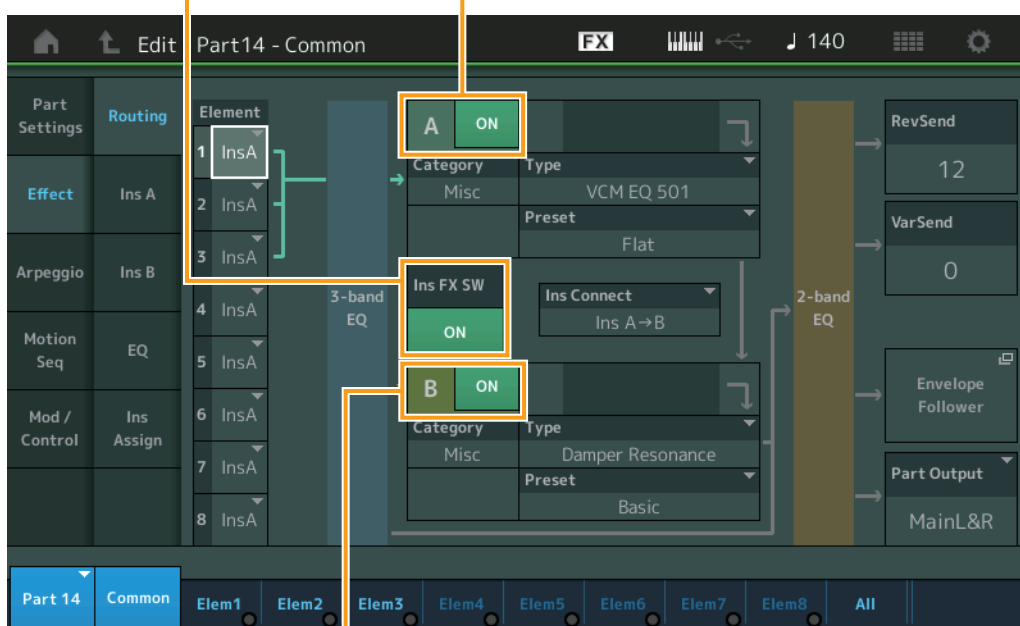 Edit Part14 - Common FX ♩ 140
Part
Settings
Effect
Arpeggio
Motion
Seq
Mod /
Control
Routing
Ins A
Ins B
EQ
Ins
Assign
Element
1 InsA
2 InsA
3 InsA
4 InsA
5 InsA
6 InsA
7 InsA
8 InsA
3-band
EQ
A ON
Category Type
Misc VCM EQ 501
Preset
Flat
Ins FX SW
ON
Ins Connect
Ins A→B
B ON
Category Type
Misc Damper Resonance
Preset
Basic
2-band
EQ
RevSend
12
VarSend
0
Envelope
Follower
Part Output
MainL&R
Part 14 Common Elem1 Elem2 Elem3 Elem4 Elem5 Elem6 Elem7 Elem8 All